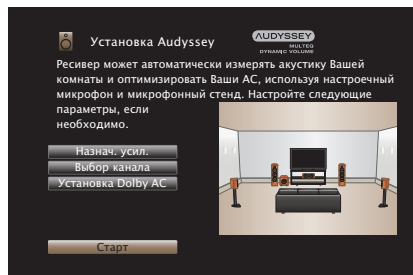 Установка Audyssey
AUDYSSEY
MULTEQ
DYNAMIC VOLUME
Ресивер может автоматически измерять акустику Вашей
комнаты и оптимизировать Ваши АС, используя настроечный
микрофон и микрофонный стенд. Настройте следующие
параметры, если
необходимо.
Назнач. усил.
Выбор канала
Установка Dolby АС
Старт